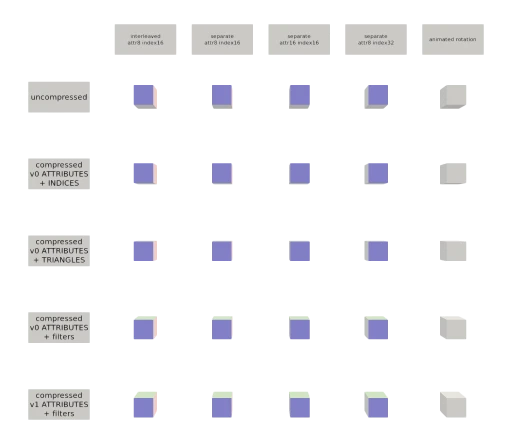 interleaved
attr8 index16
separate
attr8 index16
separate
attr16 index16
separate
attr8 index32
animated rotation
uncompressed
compressed
v0 ATTRIBUTES
+ INDICES
compressed
v0 ATTRIBUTES
+ TRIANGLES
compressed
v0 ATTRIBUTES
+ filters
compressed
v1 ATTRIBUTES
+ filters